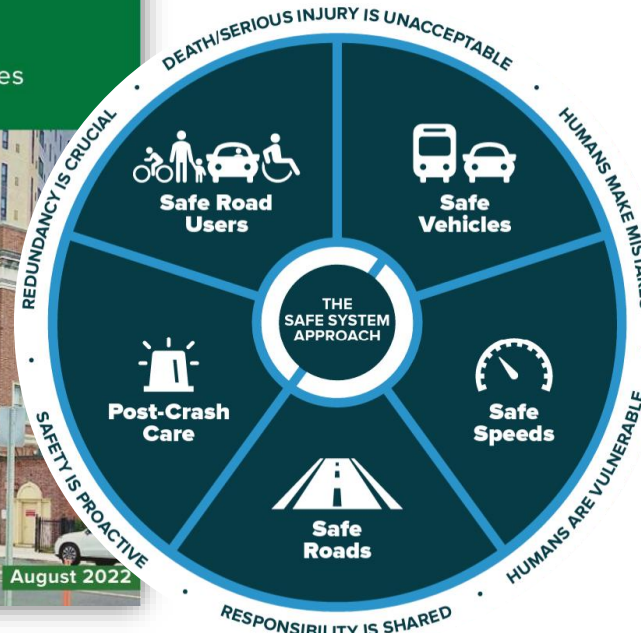 es
August 2022
DEATH/SERIOUS INJURY IS UNACCEPTABLE
HUMANS MAKE MISTAKES
HUMANS ARE VULNERABLE
RESPONSIBILITY IS SHARED
SAFETY IS PROACTIVE
REDUNDANCY IS CRUCIAL
Safe Road
Users
Safe
Vehicles
Safe
Speeds
Safe
Roads
Post-Crash
Care
THE
SAFE SYSTEM
APPROACH